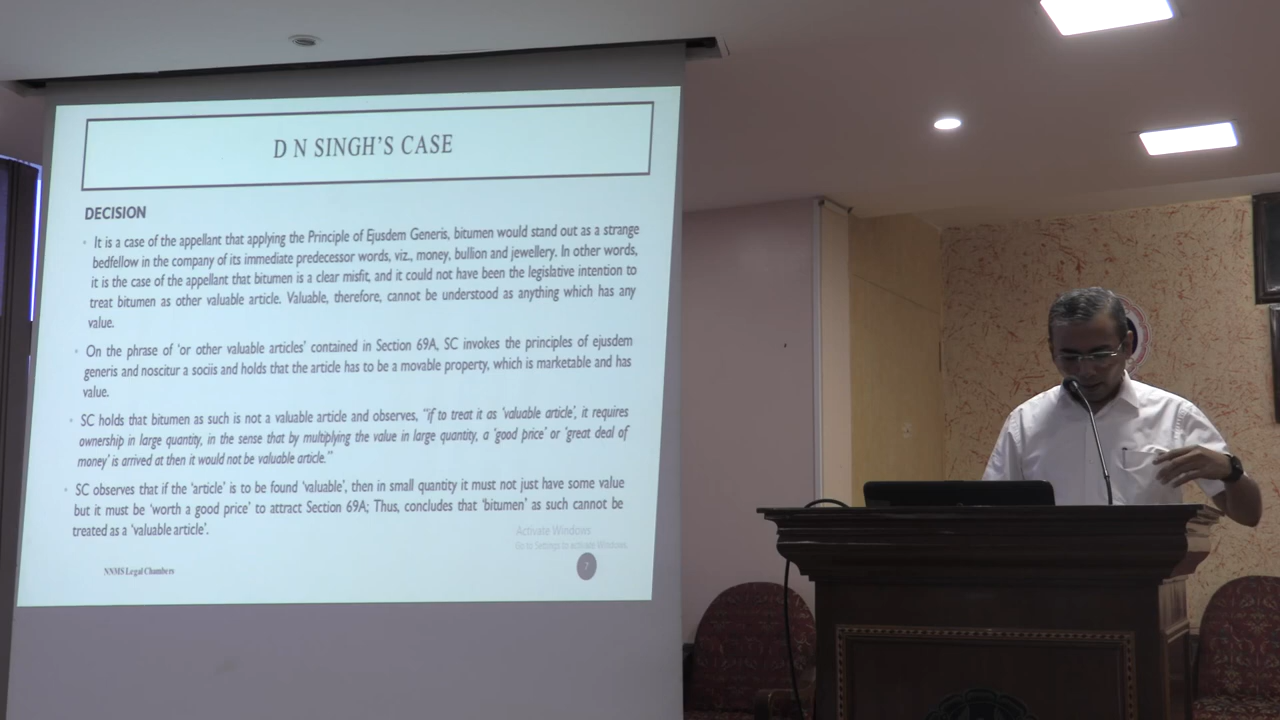 D N SINGH'S CASE
DECISION
It is a case of the appellant that applying the Principle of Ejusdem Generis, bitumen would stand out as a strange
bedfellow in the company of its immediate predecessor words, viz., money, bullion and jewellery. In other words,
it is the case of the appellant that bitumen is a clear misfit, and it could not have been the legislative intention to
treat bitumen as other valuable article. Valuable, therefore, cannot be understood as anything which has any
value.
On the phrase of 'or other valuable articles' contained in Section 69A, SC invokes the principles of ejusdem
generis and noscitur a sociis and holds that the article has to be a movable property, which is marketable and has
value.
SC holds that bitumen as such is not a valuable article and observes, "if to treat it as 'valuable article', it requires
ownership in large quantity, in the sense that by multiplying the value in large quantity, a 'good price' or 'great deal of
money' is arrived at then it would not be valuable article."
SC observes that if the 'article' is to be found 'valuable', then in small quantity it must not just have some value
but it must be 'worth a good price' to attract Section 69A; Thus, concludes that 'bitumen' as such cannot be
treated as a 'valuable article'.
Activate Windows
Go to Settings to activate Windows.
NNMS Legal Chambers
7